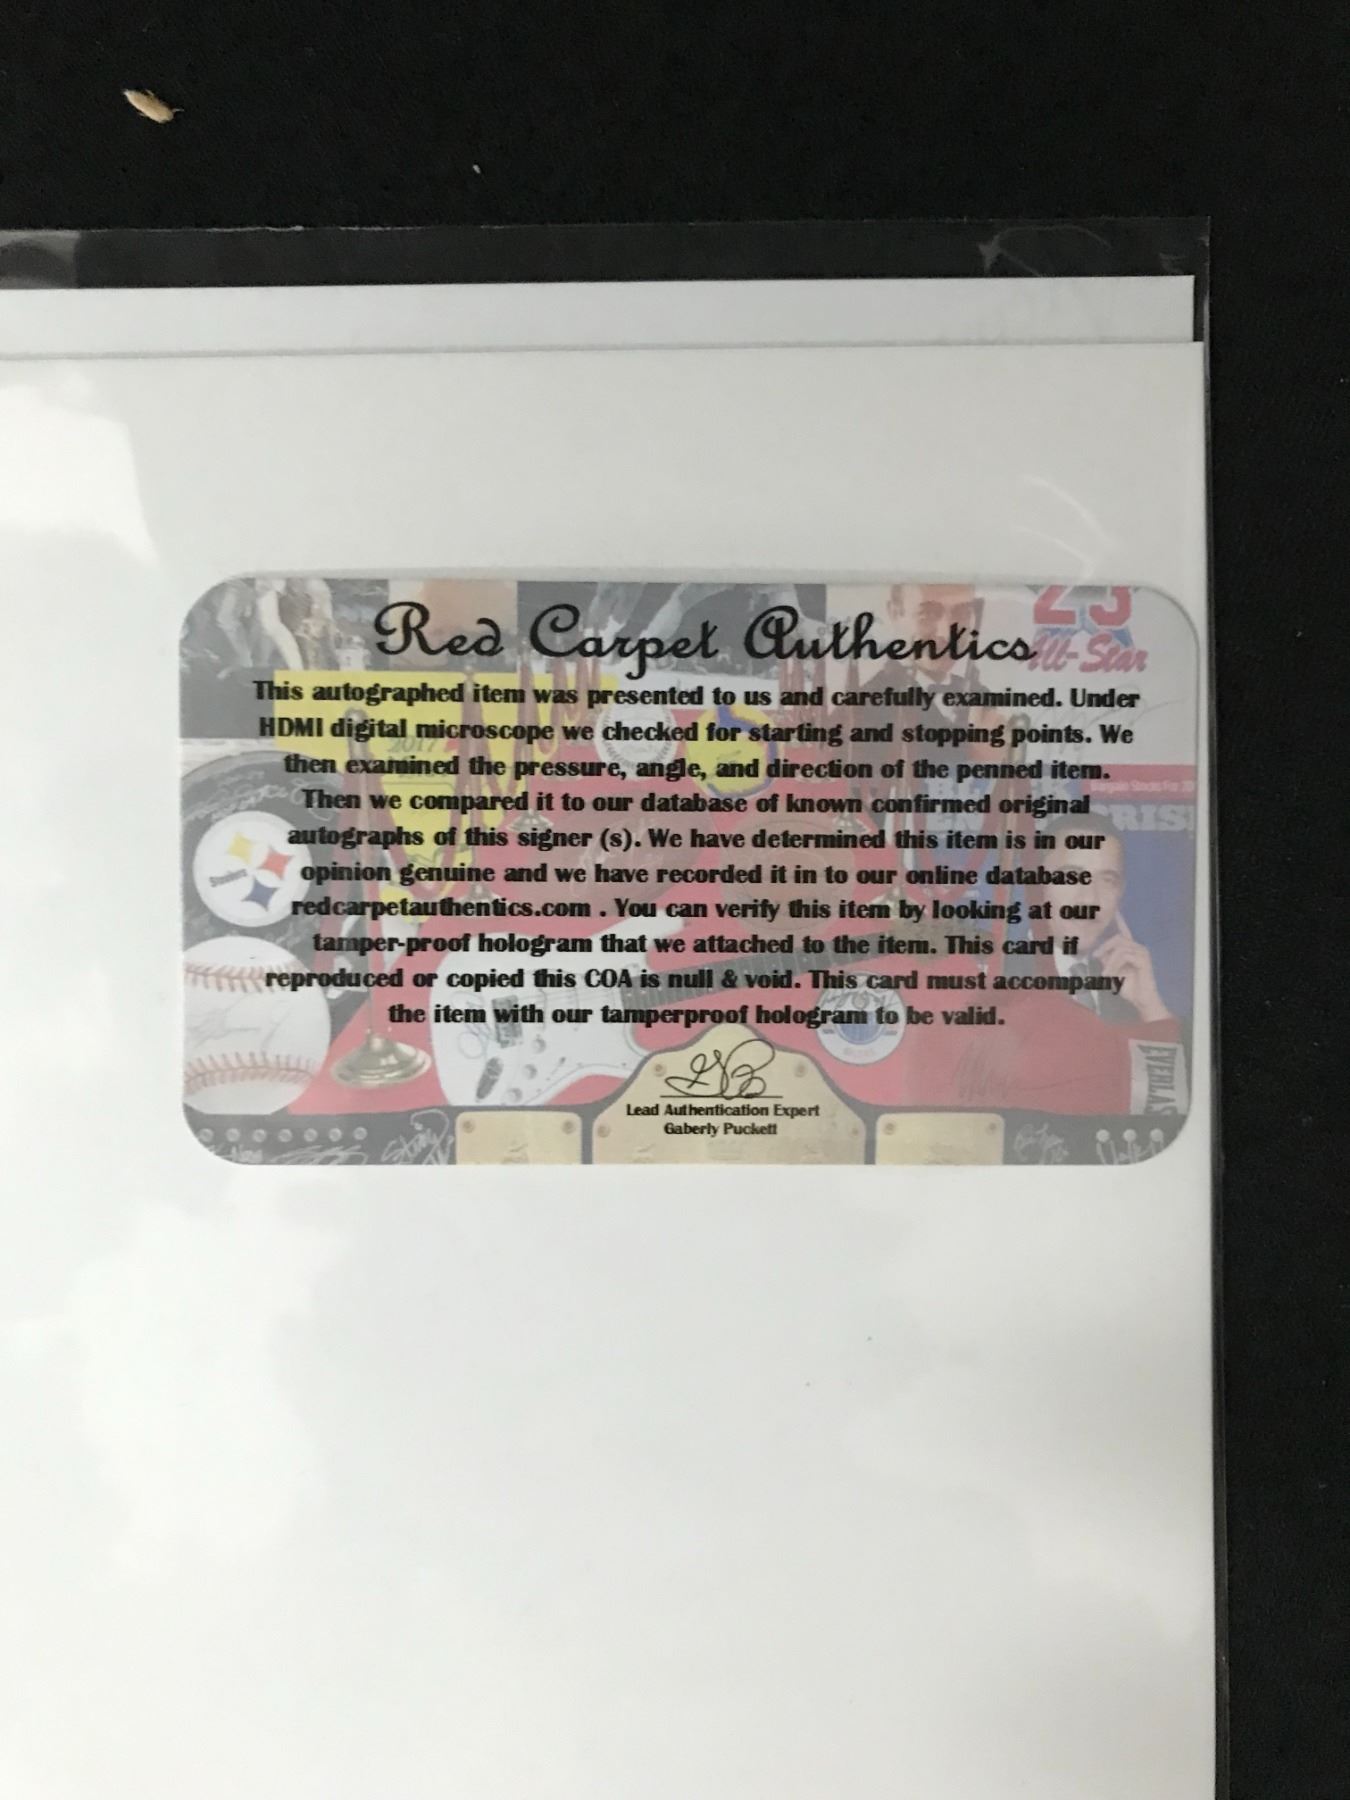 Red Carpet Authentics
23
All-Star
This autographed item was presented to us and carefully examined. Under
HDMI digital microscope we checked for starting and stopping points. We
2017
then examined the pressure, angle, and direction of the penned item.
Then we compared it to our database of known confirmed original
autographs of this signer (s). We have determined this item is in our
opinion genuine and we have recorded it in to our online database
Steelers
redcarpetauthentics.com . You can verify this item by looking at our
tamper-proof hologram that we attached to the item. This card if
reproduced or copied this COA is null & void. This card must accompany
the item with our tamperproof hologram to be valid.
EVERLAS
Lead Authentication Expert
Gaberly Puckett